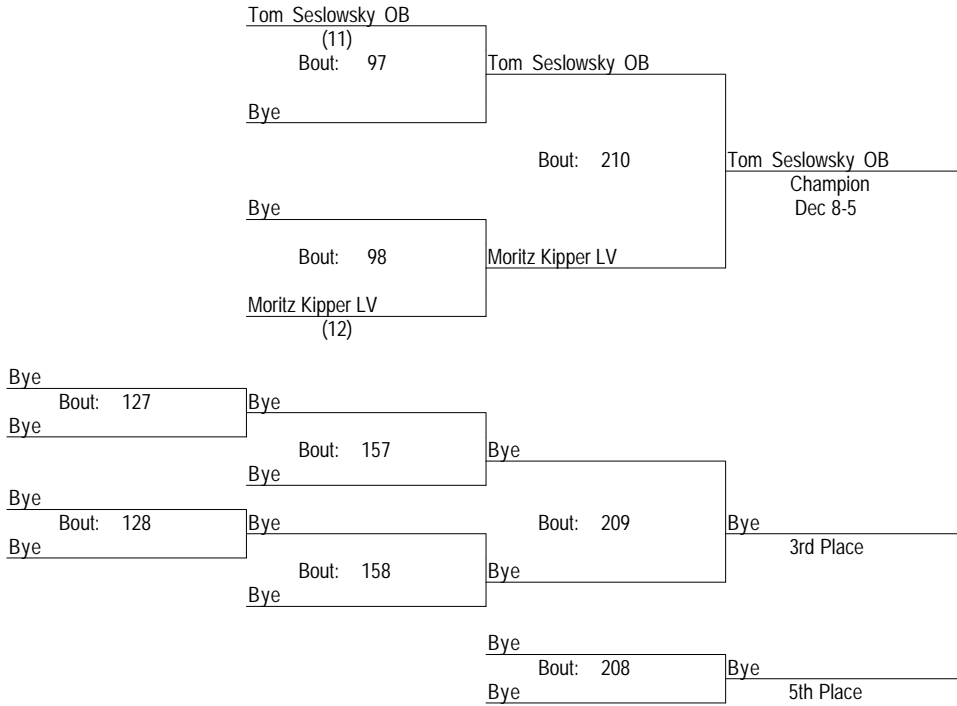 Tom Seslowsky OB
(11)
Bout: 97
Tom Seslowsky OB
Bye
Bout: 210
Tom Seslowsky OB
Champion
Dec 8-5
Bye
Bout: 98
Moritz Kipper LV
Moritz Kipper LV
(12)
Bye
Bout: 127
Bye
Bye
Bout: 157
Bye
Bye
Bye
Bout: 128
Bye
Bout: 209
Bye
Bye
3rd Place
Bout: 158
Bye
Bye
Bye
Bout: 208
Bye
Bye
5th Place